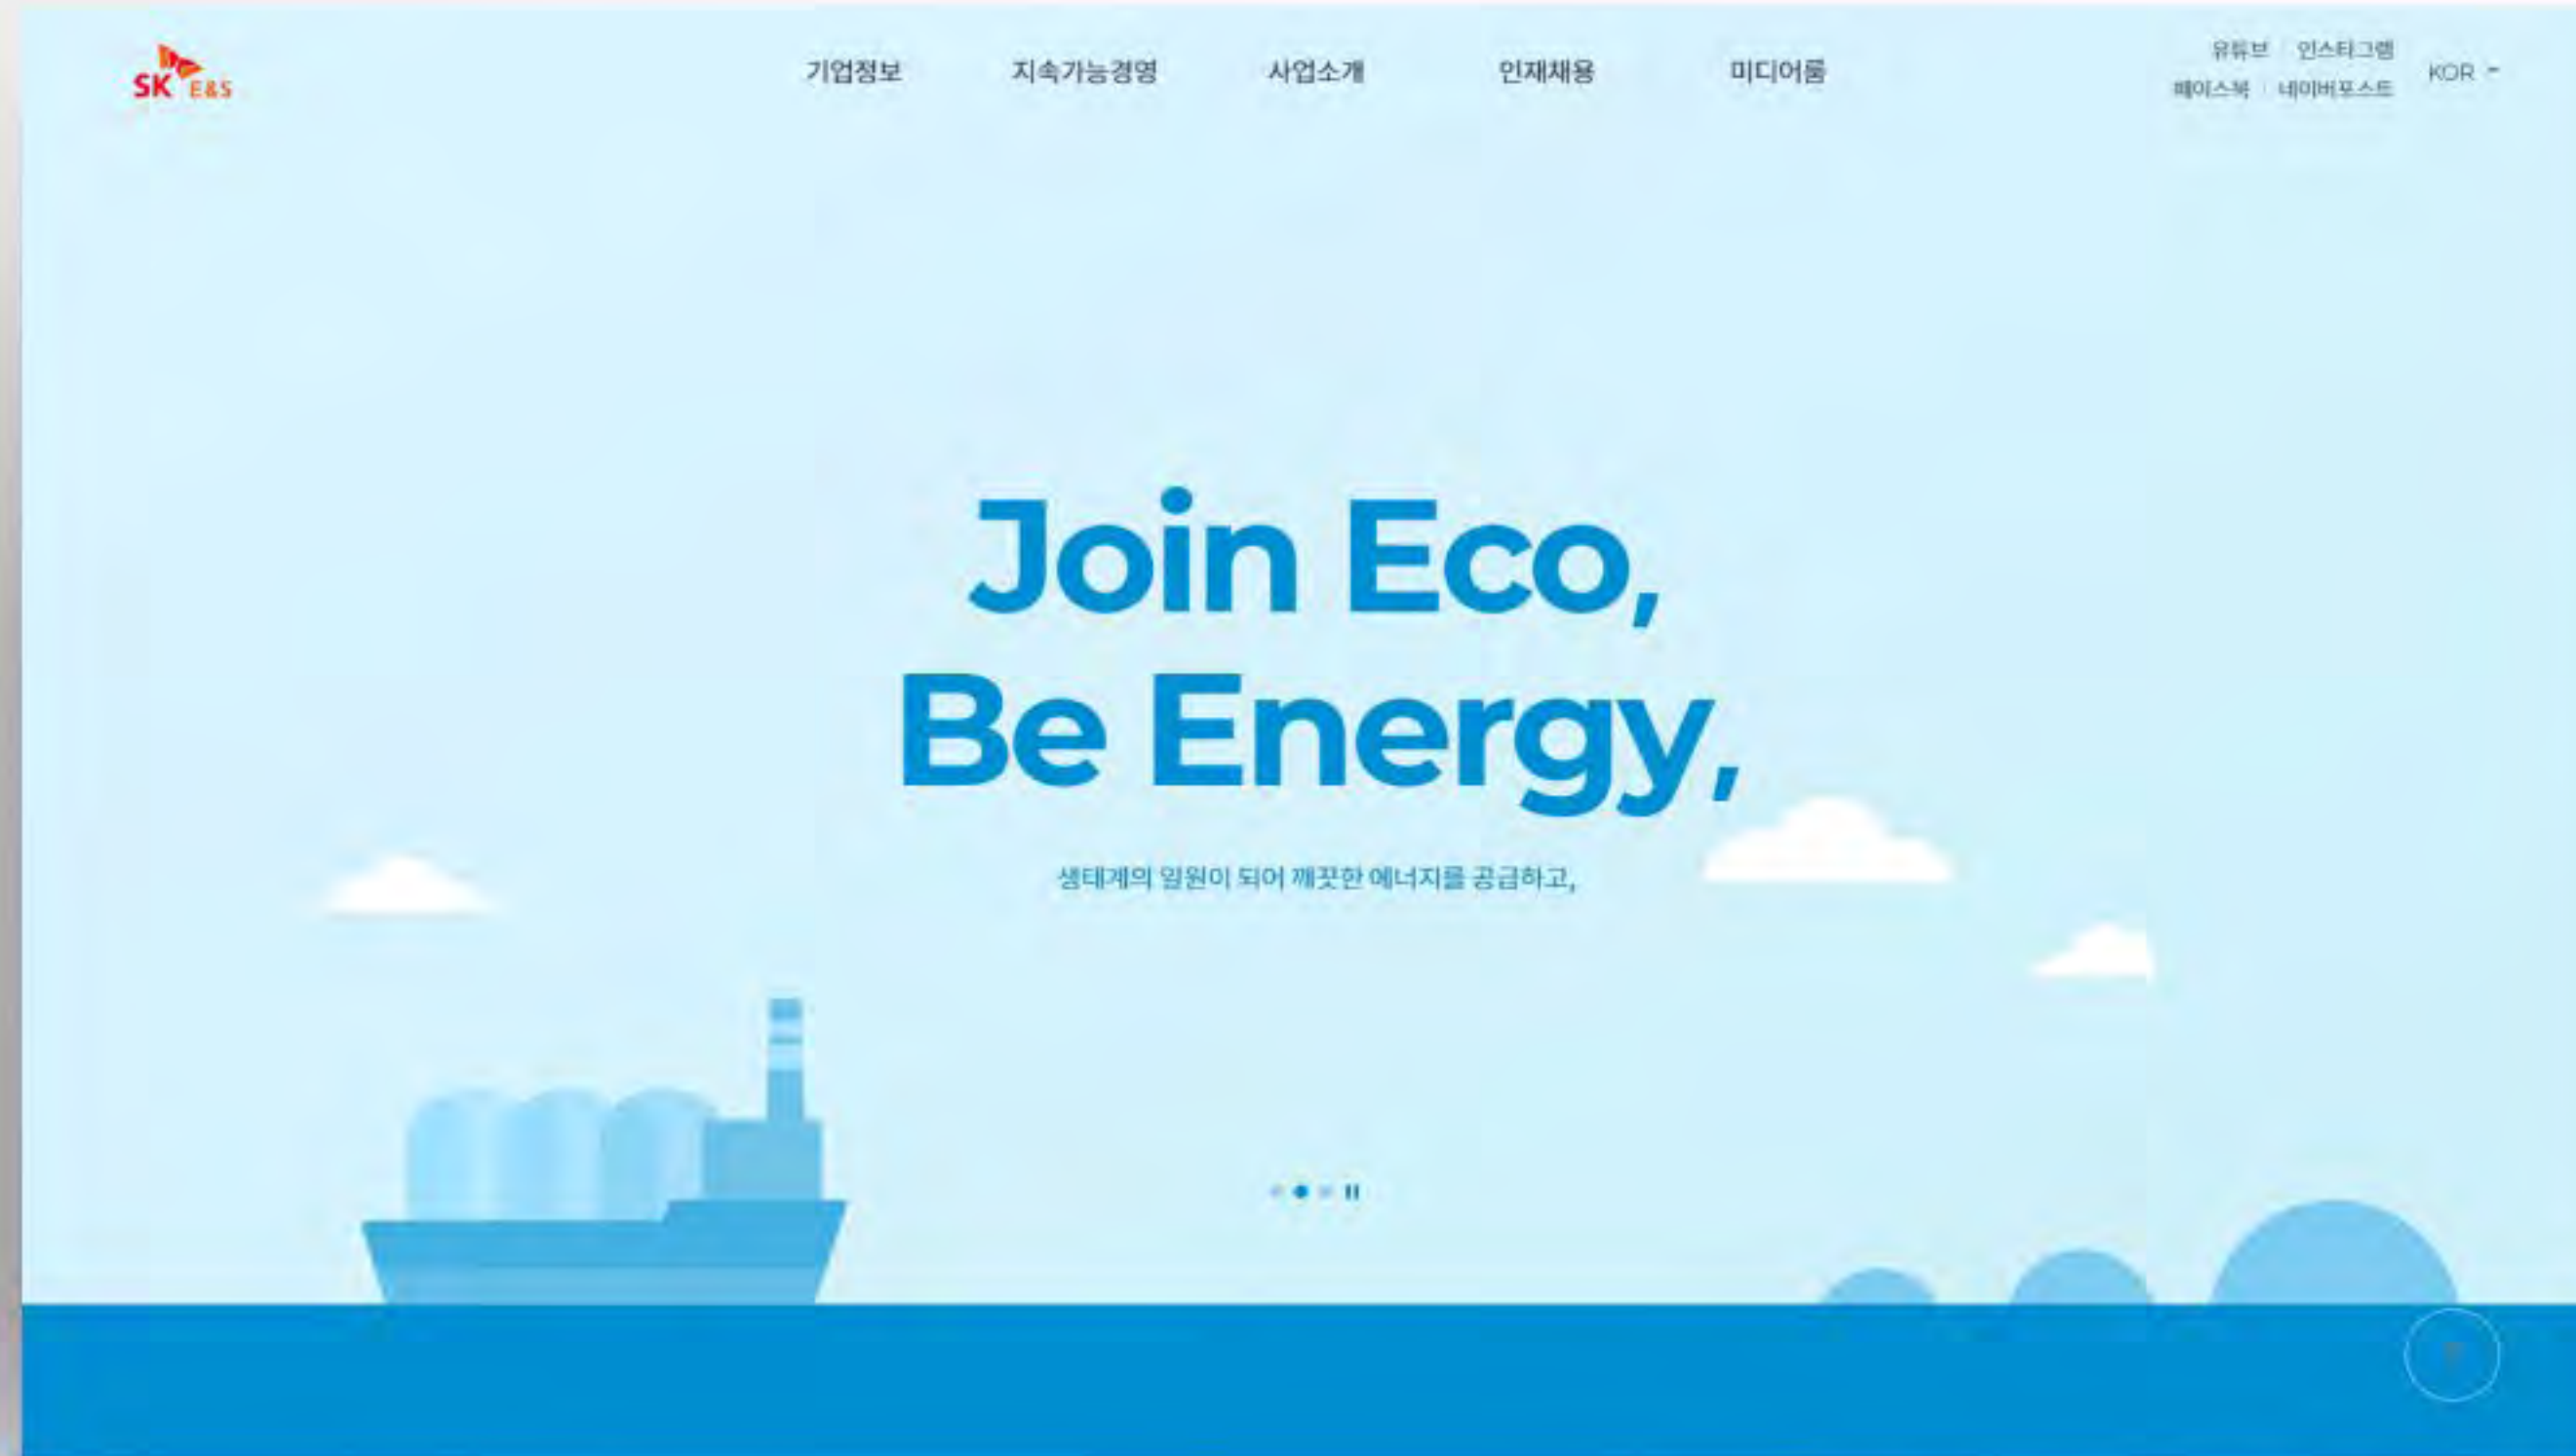 SK E&S
기업정보 지속가능경영 사업소개 인재채용 미디어룸
유튜브 인스타그램
페이스북 네이버포스트
KOR
Join Eco,
Be Energy,
생태계의 일원이 되어 깨끗한 에너지를 공급하고,